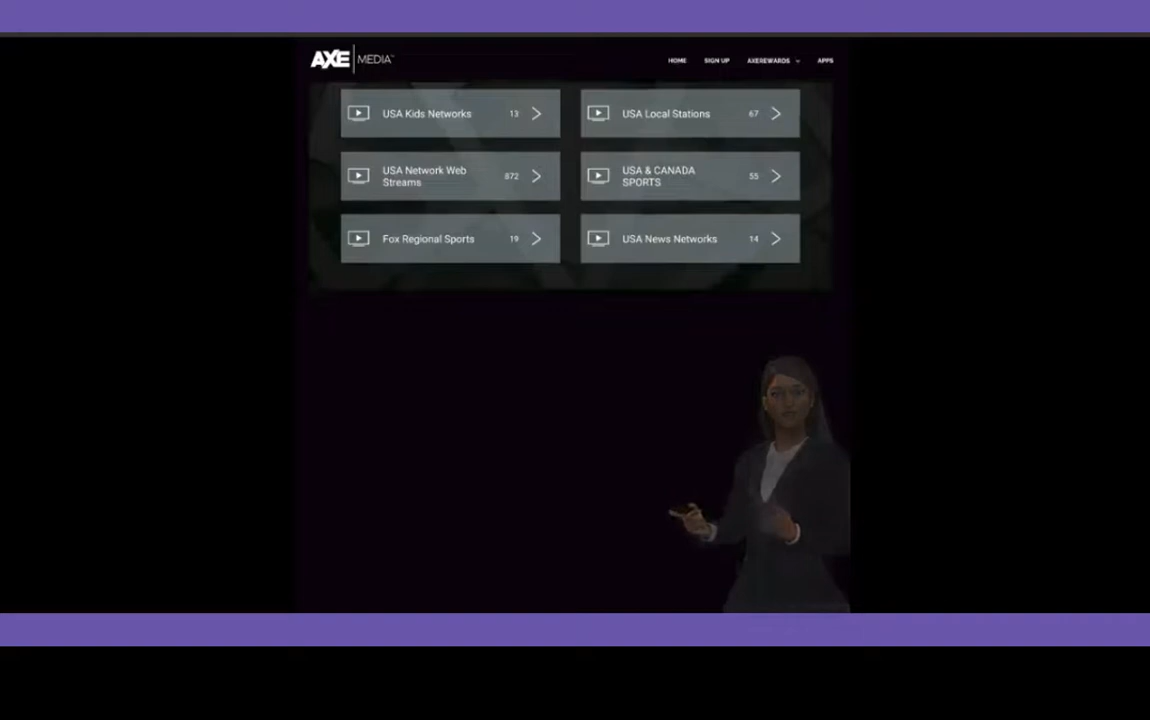 AXE MEDIA™
HOME SIGN UP AXEREWARDS APPS
USA Kids Networks 13
USA Local Stations 67
USA Network Web
Streams 872
USA & CANADA
SPORTS 55
Fox Regional Sports 19
USA News Networks 14